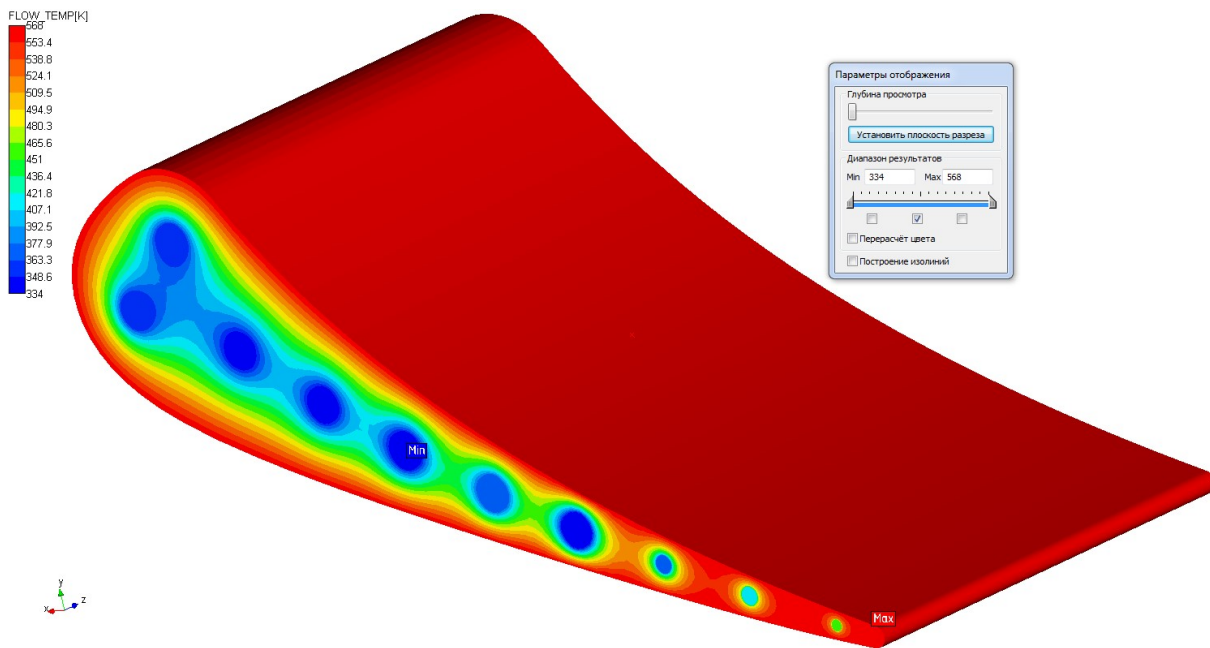 FLOW_TEMP[K]
568
553.4
538.8
524.1
509.5
494.9
480.3
465.6
451
436.4
421.8
407.1
392.5
377.9
363.3
348.6
334
Параметры отображения
Глубина просмотра
Установить плоскость разреза
Диапазон результатов
Min 334 Max 568
Перерасчёт цвета
Построение изолиний
Min
Max
y
x z